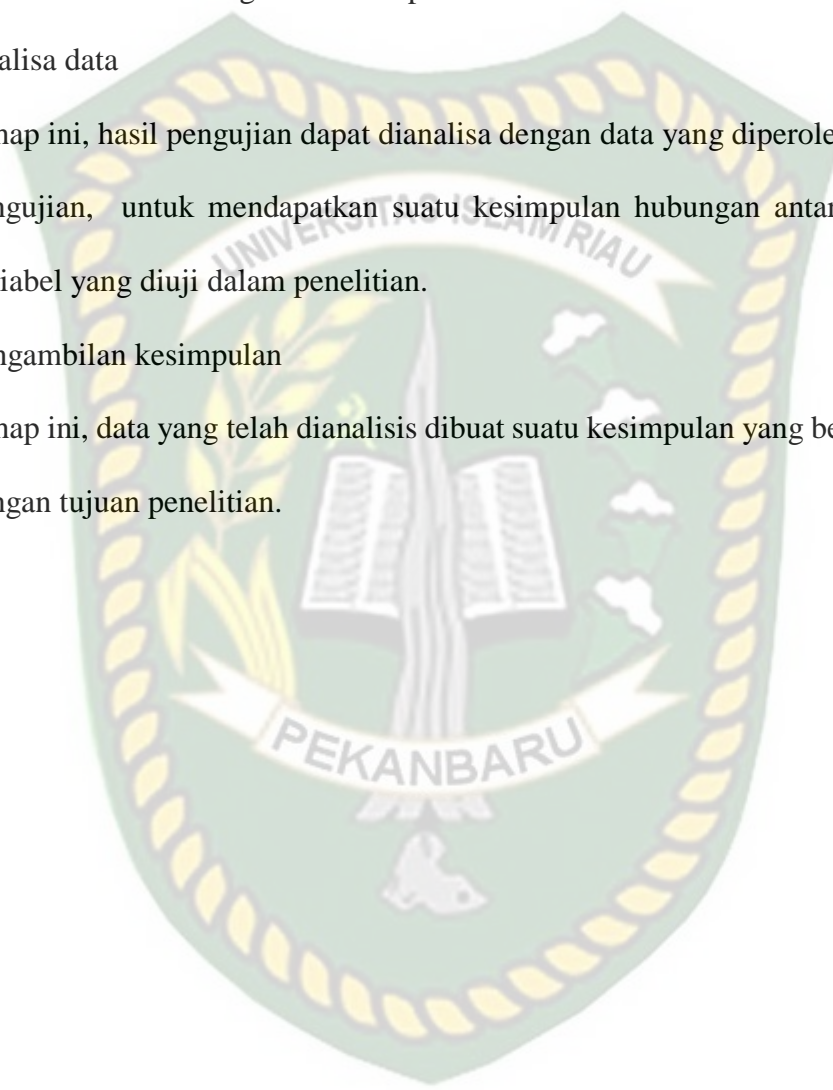 alisa data
hap ini, hasil pengujian dapat dianalisa dengan data yang diperole
ngujian, untuk mendapatkan suatu kesimpulan hubungan antar
UNIVERSITAS ISLAM RIAU
iabel yang diuji dalam penelitian.
ngambilan kesimpulan
hap ini, data yang telah dianalisis dibuat suatu kesimpulan yang be
ngan tujuan penelitian.
PEKANBARU